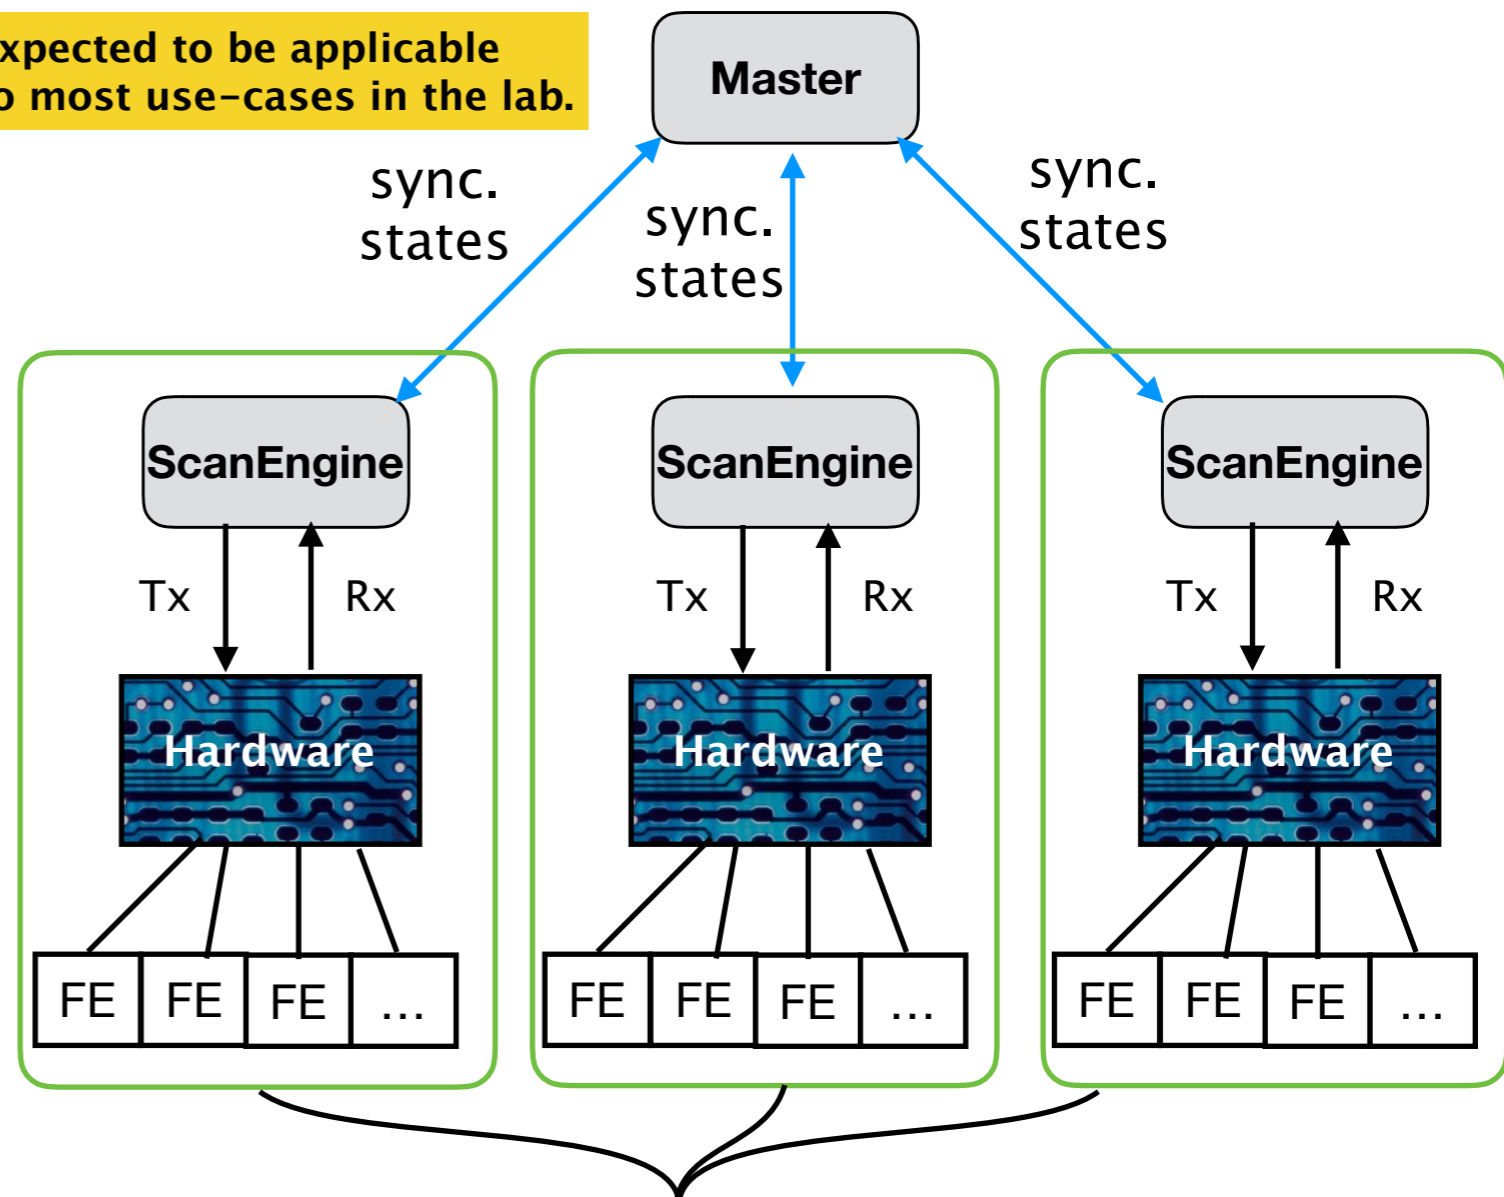 xpected to be applicable
o most use-cases in the lab.
Master
sync.
states
sync.
states
sync.
states
ScanEngine
ScanEngine
ScanEngine
Tx
Rx
Tx
Rx
Tx
Rx
Hardware
Hardware
Hardware
FE
FE
FE
...
FE
FE
FE
...
FE
FE
FE
...